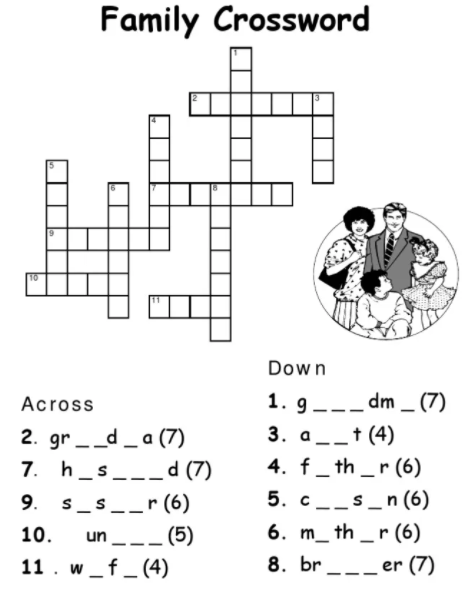 Family Crossword
1
2
3
4
5
6
7
8
9
10
11
Across
2. gr _ _ d _ a (7)
7. h _ s _ _ _ d (7)
9. s _ s _ _ r (6)
10. un _ _ _ (5)
11 . w _ f _ (4)
Down
1. g _ _ _ dm _ (7)
3. a _ _ t (4)
4. f _ th _ r (6)
5. c _ _ s _ n (6)
6. m _ th _ r (6)
8. br _ _ _ er (7)